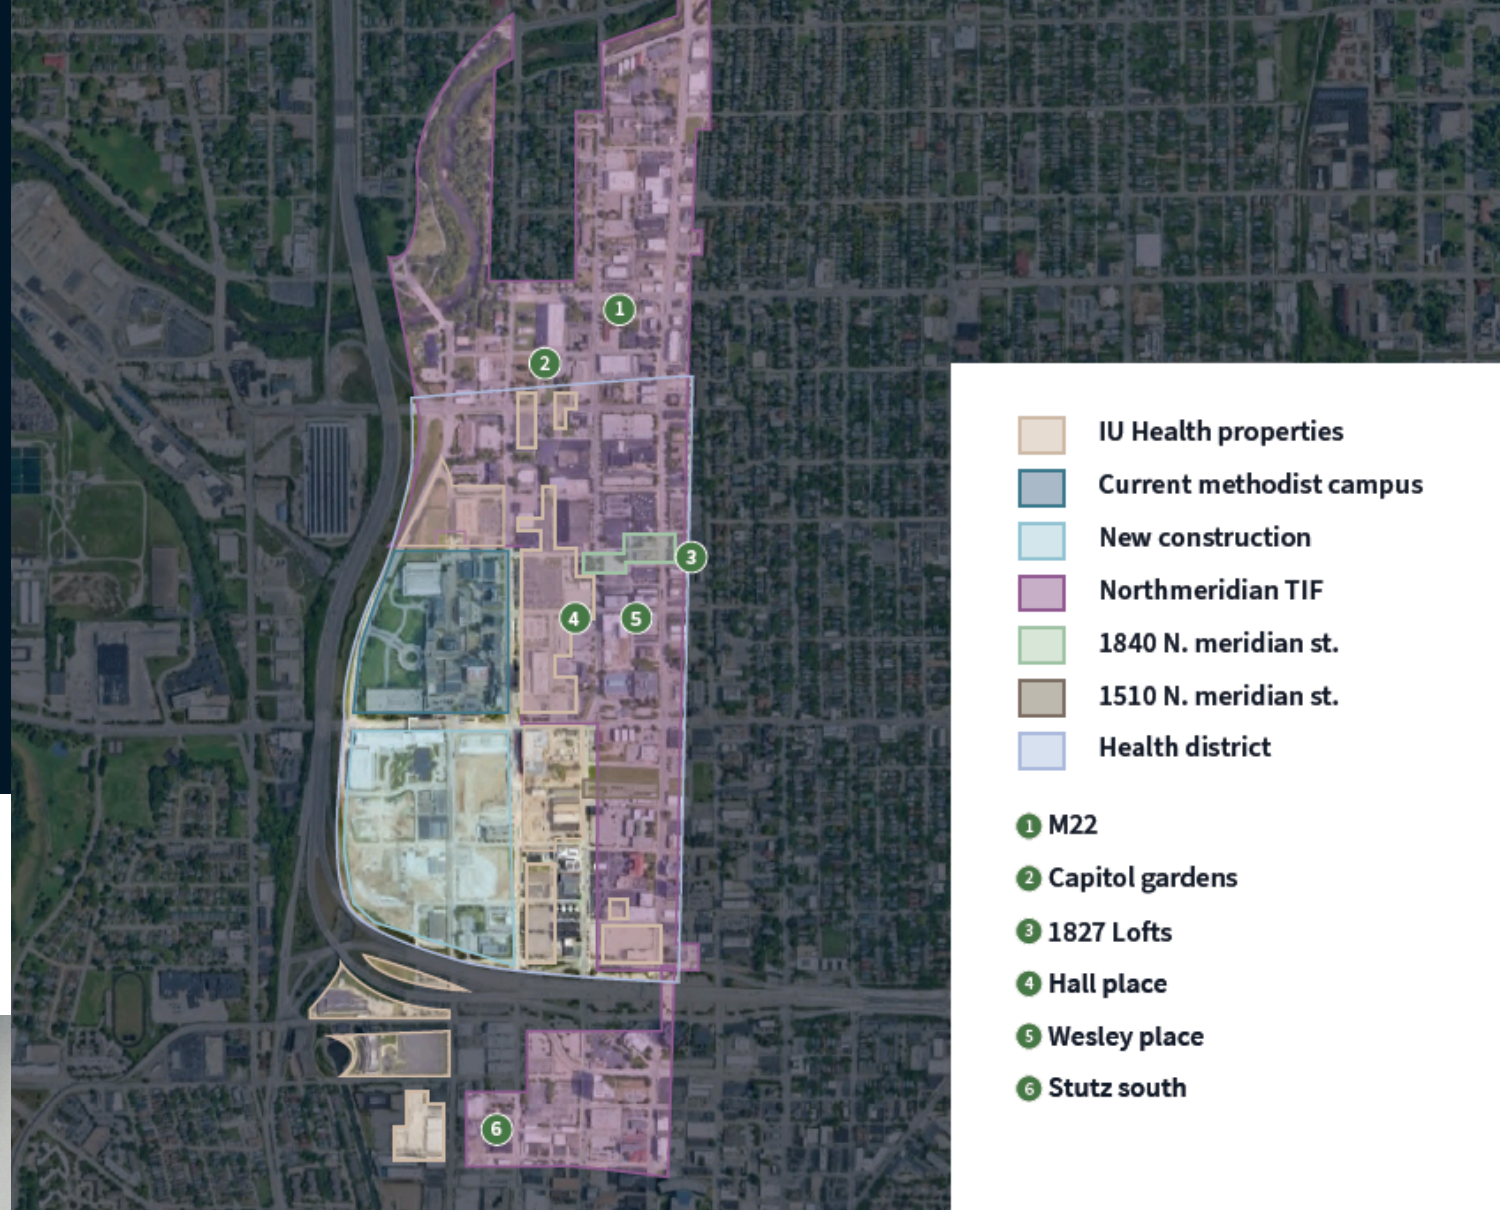 1
2
3
4
5
6
IU Health properties
Current methodist campus
New construction
Northmeridian TIF
1840 N. meridian st.
1510 N. meridian st.
Health district
1 M22
2 Capitol gardens
3 1827 Lofts
4 Hall place
5 Wesley place
6 Stutz south